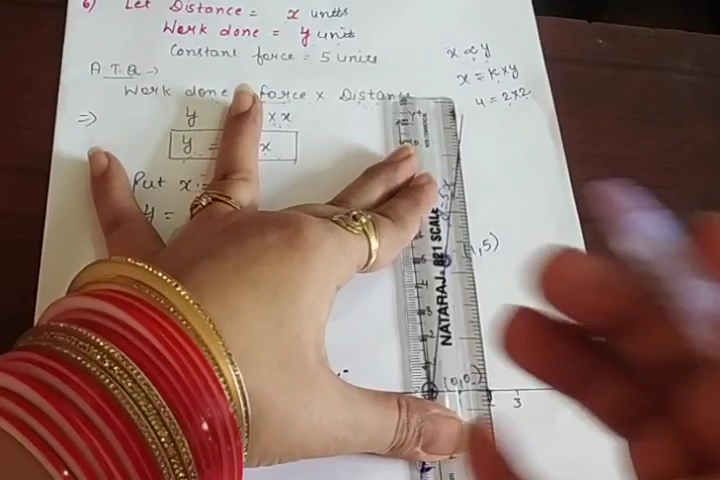 6) Let Distance = x units
Work done = y units
Constant force = 5 units
A.T.Q →
Work done force × Distance
⇒ y × x
y = x
Put x =
y =
x ∝ y
x = k × y
4 = 2×2
NATARAJ 621 SCALE
(1,5)
(0,0)
3